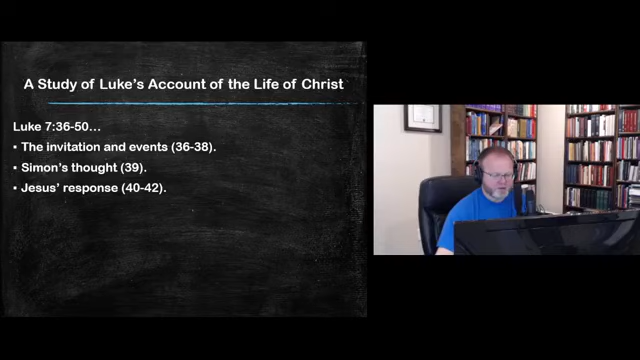 A Study of Luke's Account of the Life of Christ
Luke 7:36-50…
▪ The invitation and events (36-38).
▪ Simon's thought (39).
▪ Jesus' response (40-42).